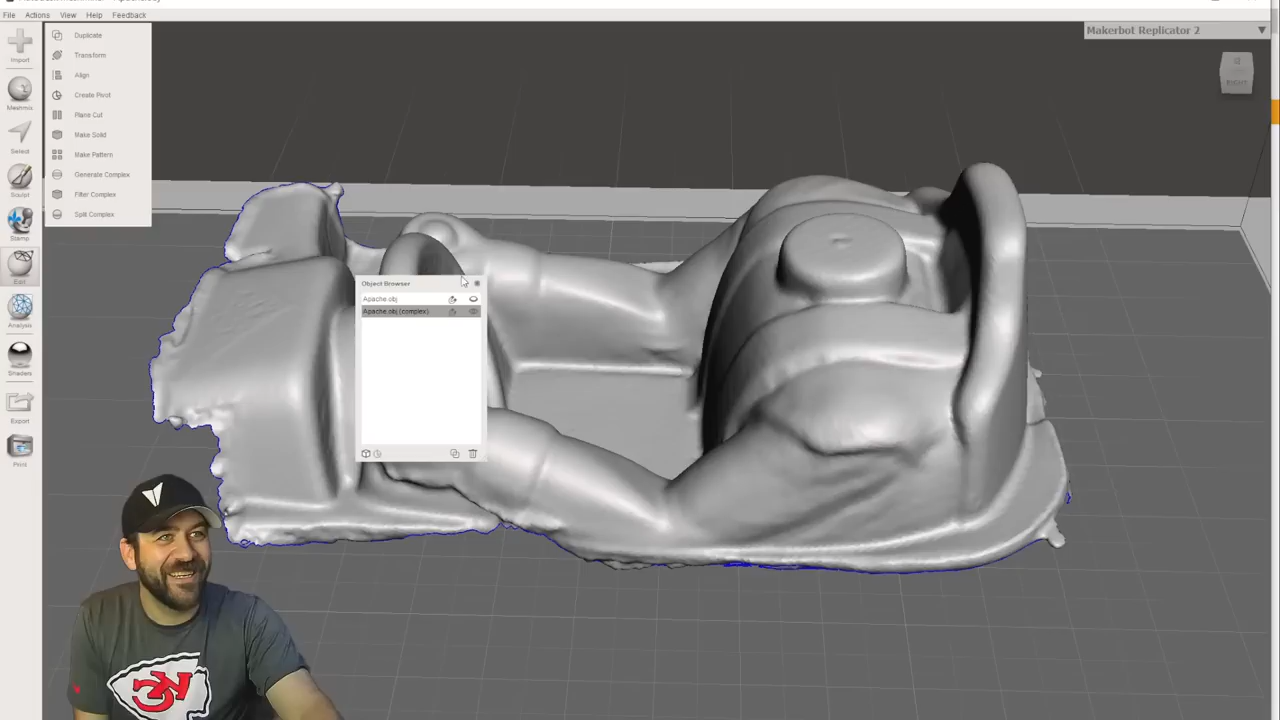 File Actions View Help Feedback
Makerbot Replicator 2
Import
Meshmix
Select
Sculpt
Stamp
Edit
Analysis
Shaders
Export
Print
Duplicate
Transform
Align
Create Pivot
Plane Cut
Make Solid
Make Pattern
Generate Complex
Filter Complex
Split Complex
RIGHT
Object Browser
Apache.obj
Apache.obj (complex)
KC